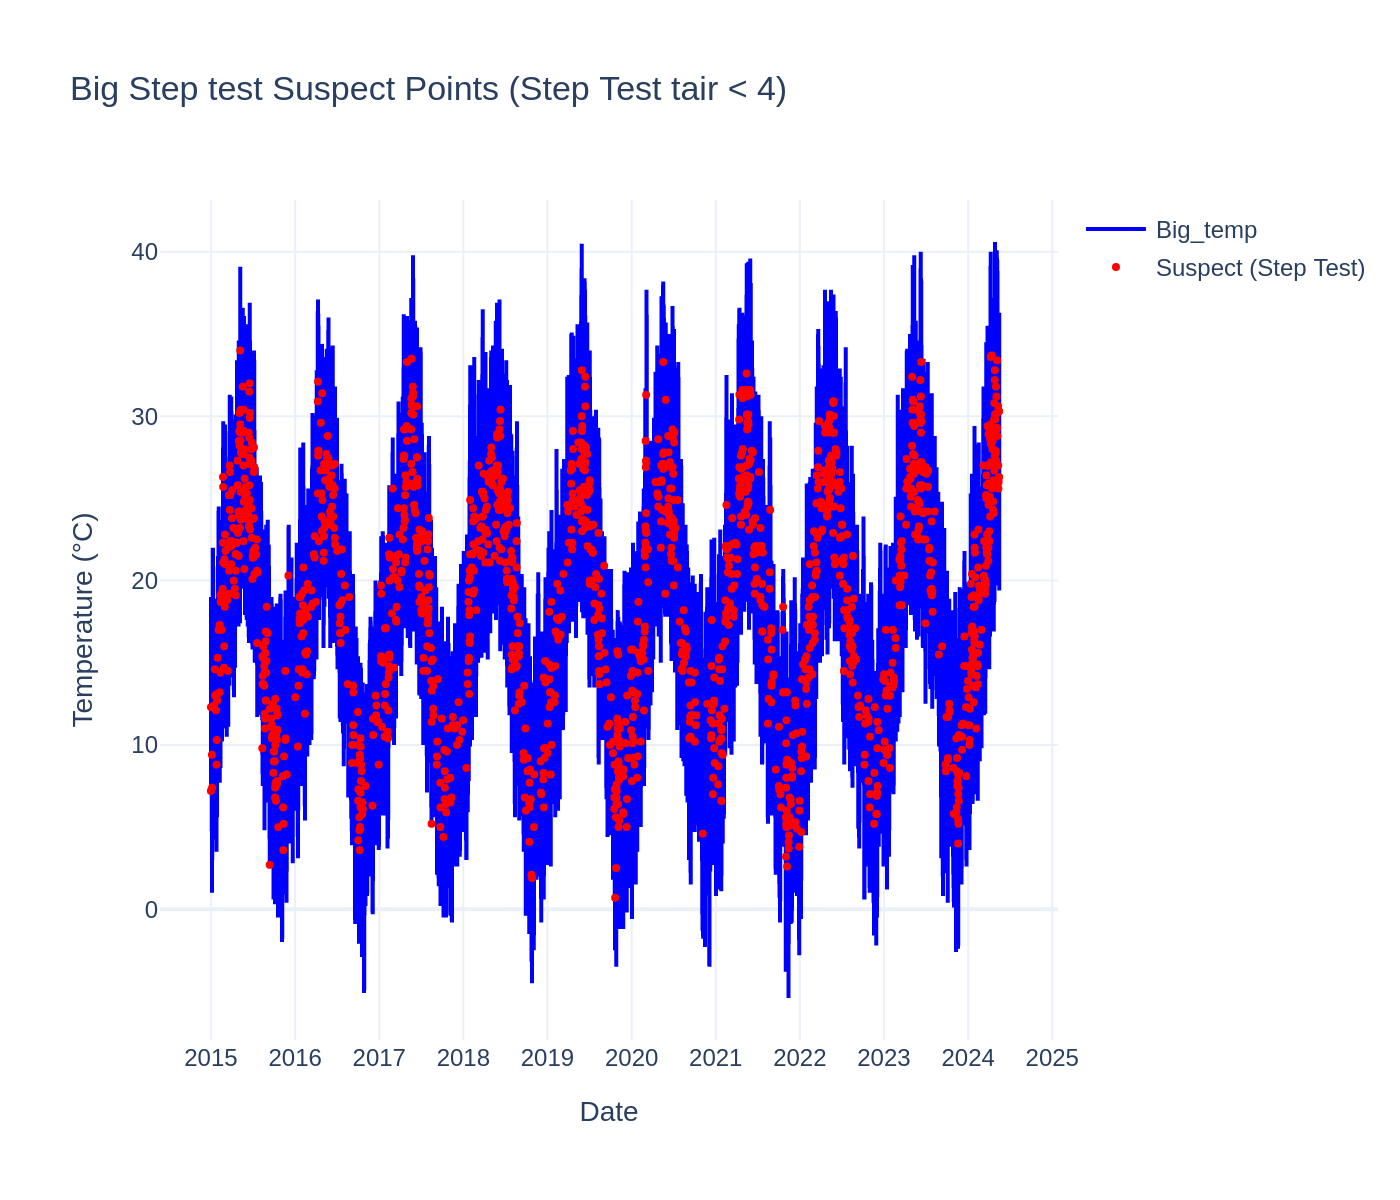 Big Step test Suspect Points (Step Test tair < 4)
Big_temp
Suspect (Step Test)
Temperature (°C)
40
30
20
10
0
2015 2016 2017 2018 2019 2020 2021 2022 2023 2024 2025
Date